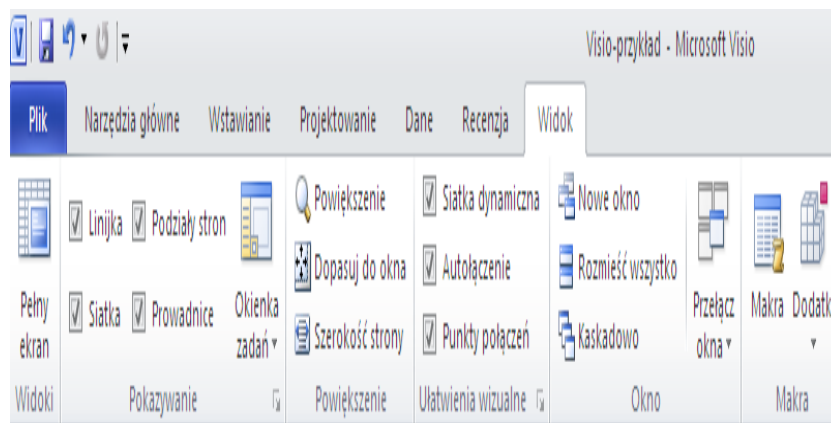 Visio-przykład - Microsoft Visio
Plik Narzędzia główne Wstawianie Projektowanie Dane Recenzja Widok
Pełny ekran
Widoki
Linijka Podziały stron
Siatka Prowadnice
Okienka zadań
Pokazywanie
Powiększenie
Dopasuj do okna
Szerokość strony
Powiększenie
Siatka dynamiczna
Autołączenie
Punkty połączeń
Ułatwienia wizualne
Nowe okno
Rozmieść wszystko
Kaskadowo
Przełącz okna
Okno
Makra Dodatk
Makra